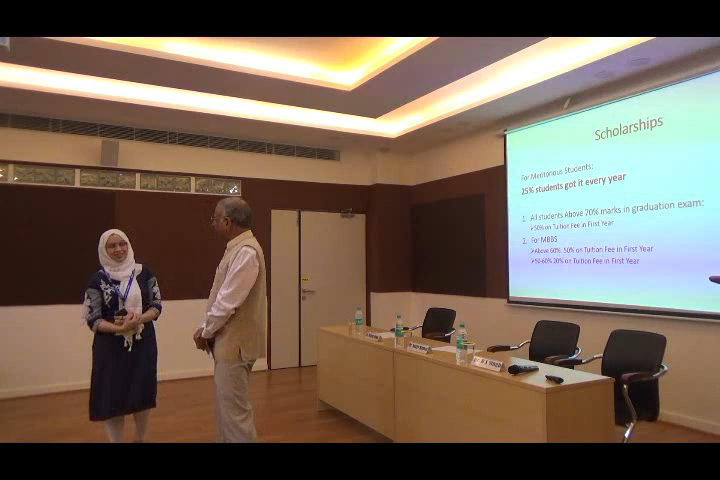 Scholarships
For Meritorious Students:
25% students got it every year
1. All students Above 70% marks in graduation exam:
➢50% on Tuition Fee in First Year
2. For MBBS
➢Above 60%: 50% on Tuition Fee in First Year
➢50-60% 20% on Tuition Fee in First Year